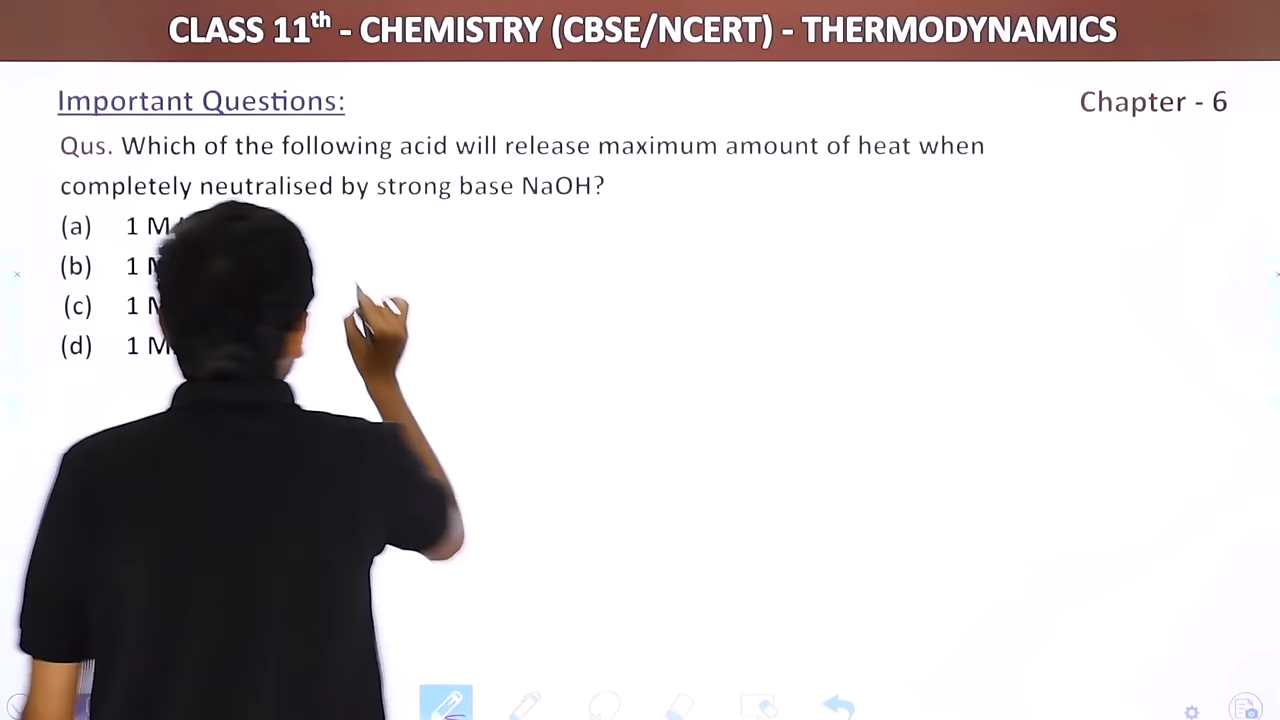 CLASS 11th - CHEMISTRY (CBSE/NCERT) - THERMODYNAMICS
Important Questions:
Chapter - 6
Qus. Which of the following acid will release maximum amount of heat when
completely neutralised by strong base NaOH?
(a) 1 M
(b) 1
(c) 1
(d) 1 M